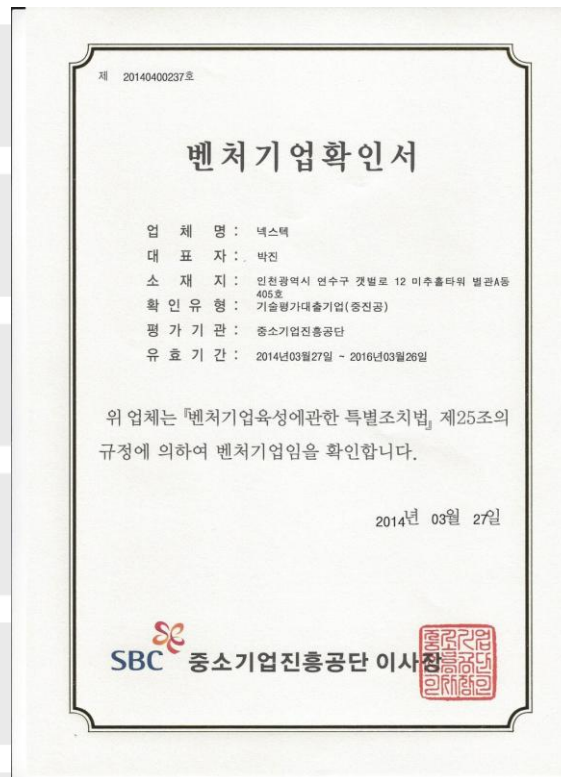 제 20140400237호
벤처기업확인서
업 체 명 : 넥스텍
대 표 자 : 박진
소 재 지 : 인천광역시 연수구 갯벌로 12 미추홀타워 별관A동
405호
확 인 유 형 : 기술평가대출기업(중진공)
평 가 기 관 : 중소기업진흥공단
유 효 기 간 : 2014년03월27일 ~ 2016년03월26일
위 업체는 『벤처기업육성에관한 특별조치법』 제25조의
규정에 의하여 벤처기업임을 확인합니다.
2014년 03월 27일
SBC 중소기업진흥공단 이사장